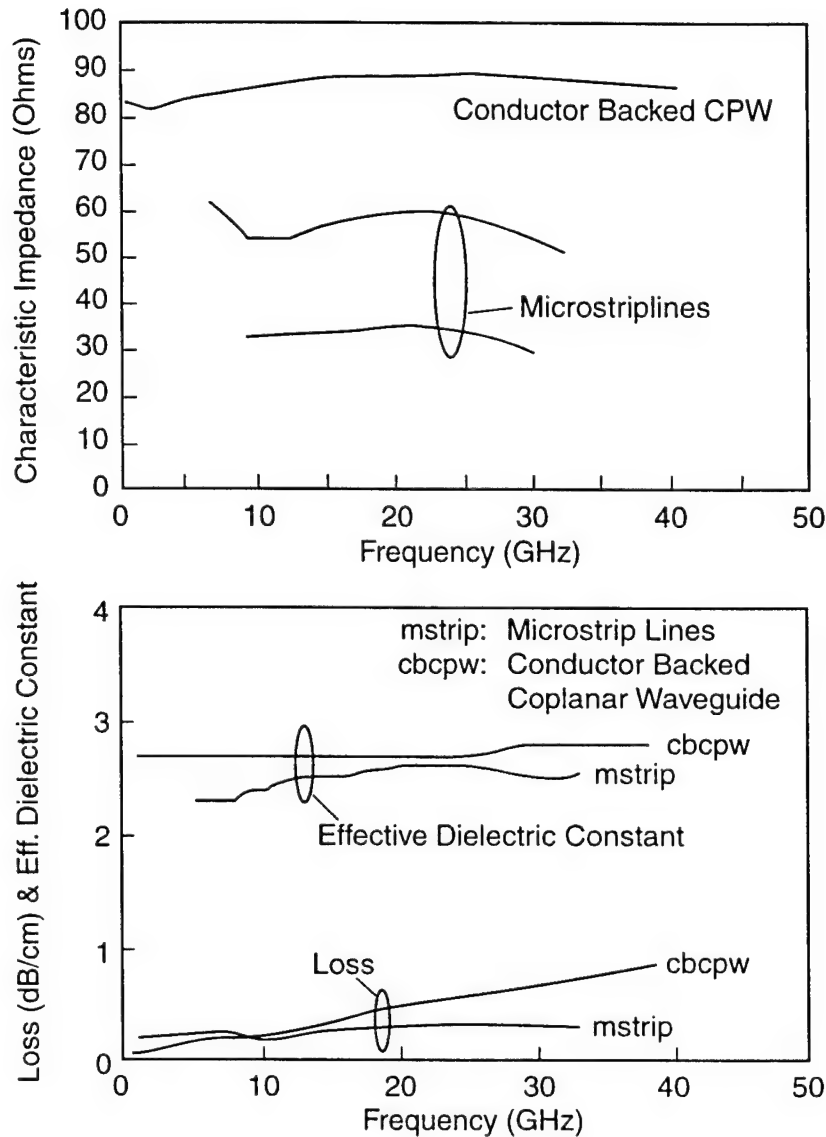 Characteristic Impedance (Ohms)
100
90
80
70
60
50
40
30
20
10
0
Conductor Backed CPW
Microstriplines
0
10
20
30
40
50
Frequency (GHz)
Loss (dB/cm) & Eff. Dielectric Constant
4
3
2
1
0
mstrip: Microstrip Lines
cbcpw: Conductor Backed
Coplanar Waveguide
cbcpw
mstrip
Effective Dielectric Constant
Loss
cbcpw
mstrip
0
10
20
30
40
50
Frequency (GHz)